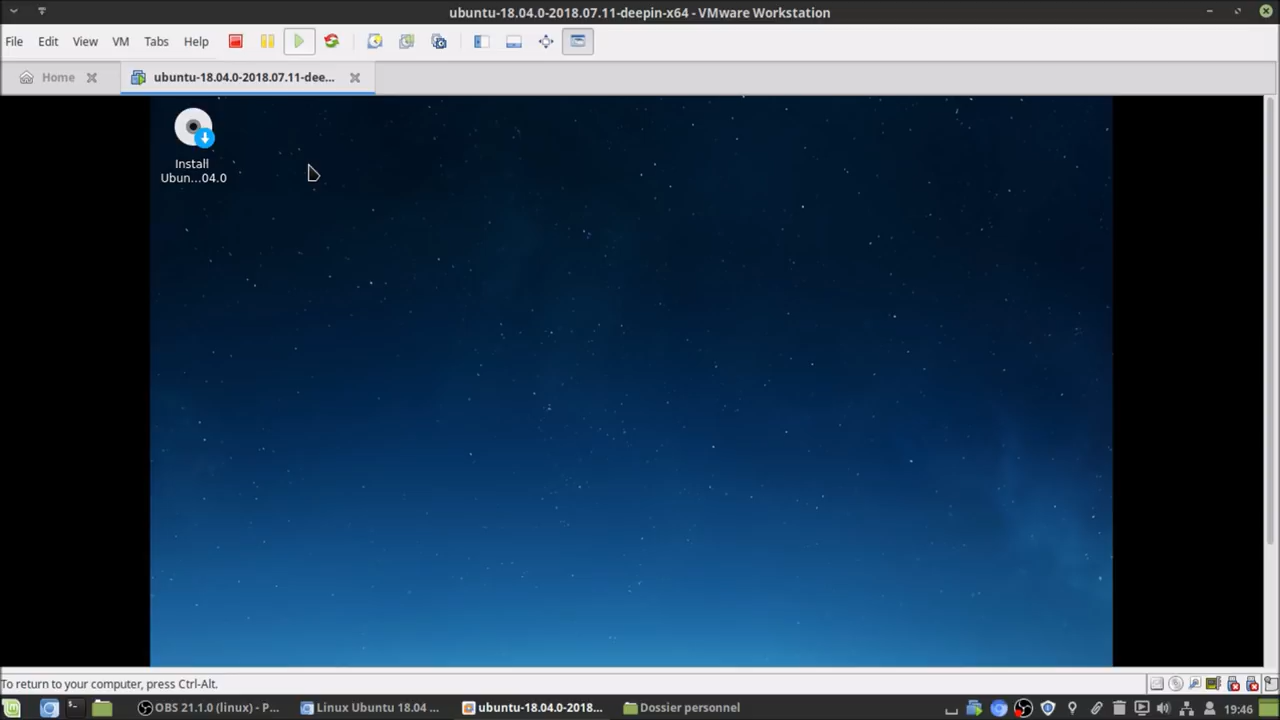 ubuntu-18.04.0-2018.07.11-deepin-x64 - VMware Workstation
File Edit View VM Tabs Help
Home ubuntu-18.04.0-2018.07.11-dee...
Install
Ubun...04.0
To return to your computer, press Ctrl-Alt.
OBS 21.1.0 (linux) - P... Linux Ubuntu 18.04 ... ubuntu-18.04.0-2018... Dossier personnel 19:46